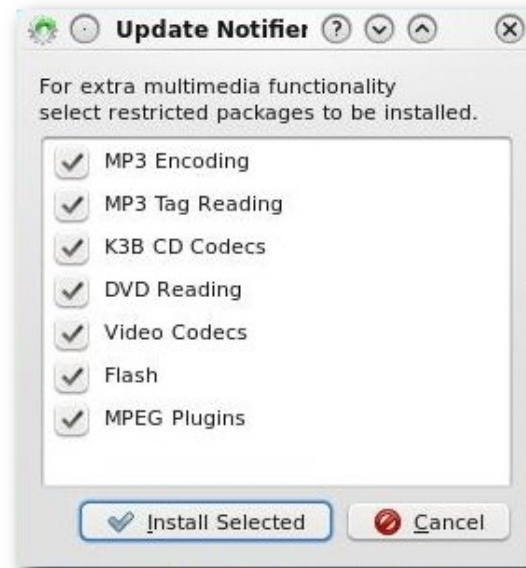 Update Notifier
For extra multimedia functionality
select restricted packages to be installed.
MP3 Encoding
MP3 Tag Reading
K3B CD Codecs
DVD Reading
Video Codecs
Flash
MPEG Plugins
Install Selected
Cancel